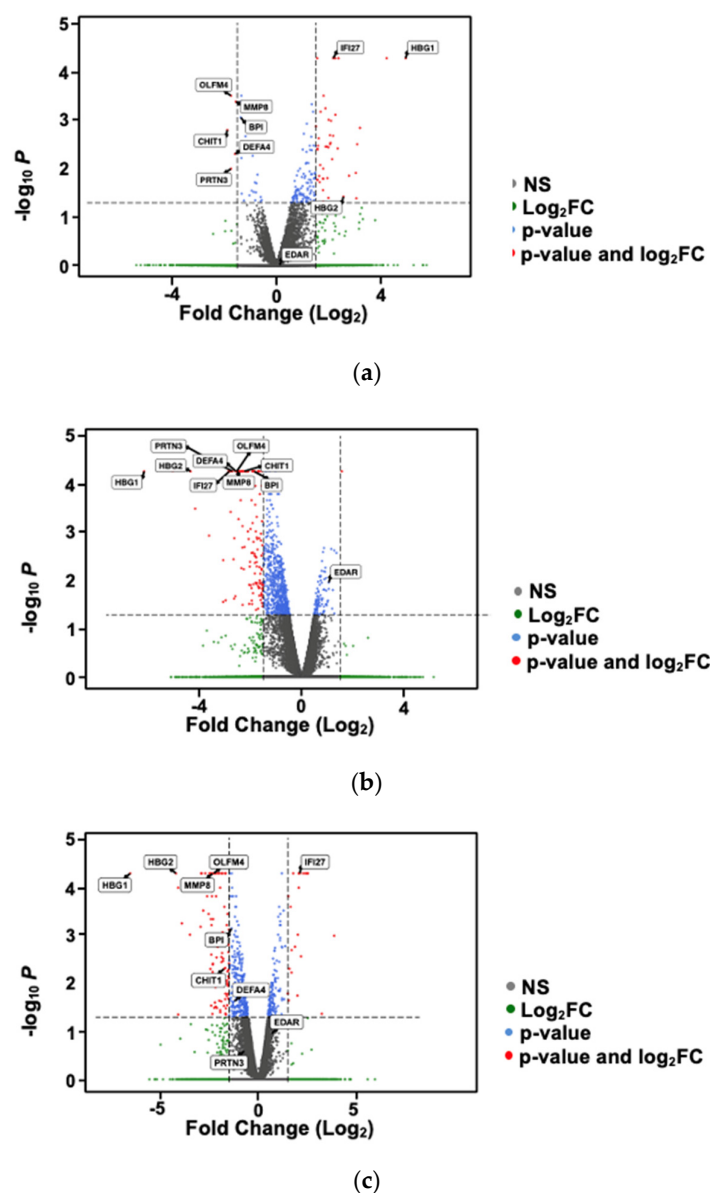 5
IFI27
HBG1
4
OLFM4
MMP8
3
BPI
CHIT1
DEFA4
2
PRTN3
HBG2
1
EDAR
0
-log10 P
-4
0
4
Fold Change (Log2)
NS
Log2FC
p-value
p-value and log2FC
(a)
5
PRTN3
OLFM4
DEFA4
HBG2
CHIT1
4
HBG1
IFI27
MMP8
BPI
3
2
EDAR
1
0
-log10 P
-4
0
4
Fold Change (Log2)
NS
Log2FC
p-value
p-value and log2FC
(b)
5
HBG2
OLFM4
IFI27
HBG1
MMP8
4
3
BPI
CHIT1
2
DEFA4
EDAR
1
PRTN3
0
-log10 P
-5
0
5
Fold Change (Log2)
NS
Log2FC
p-value
p-value and log2FC
(c)